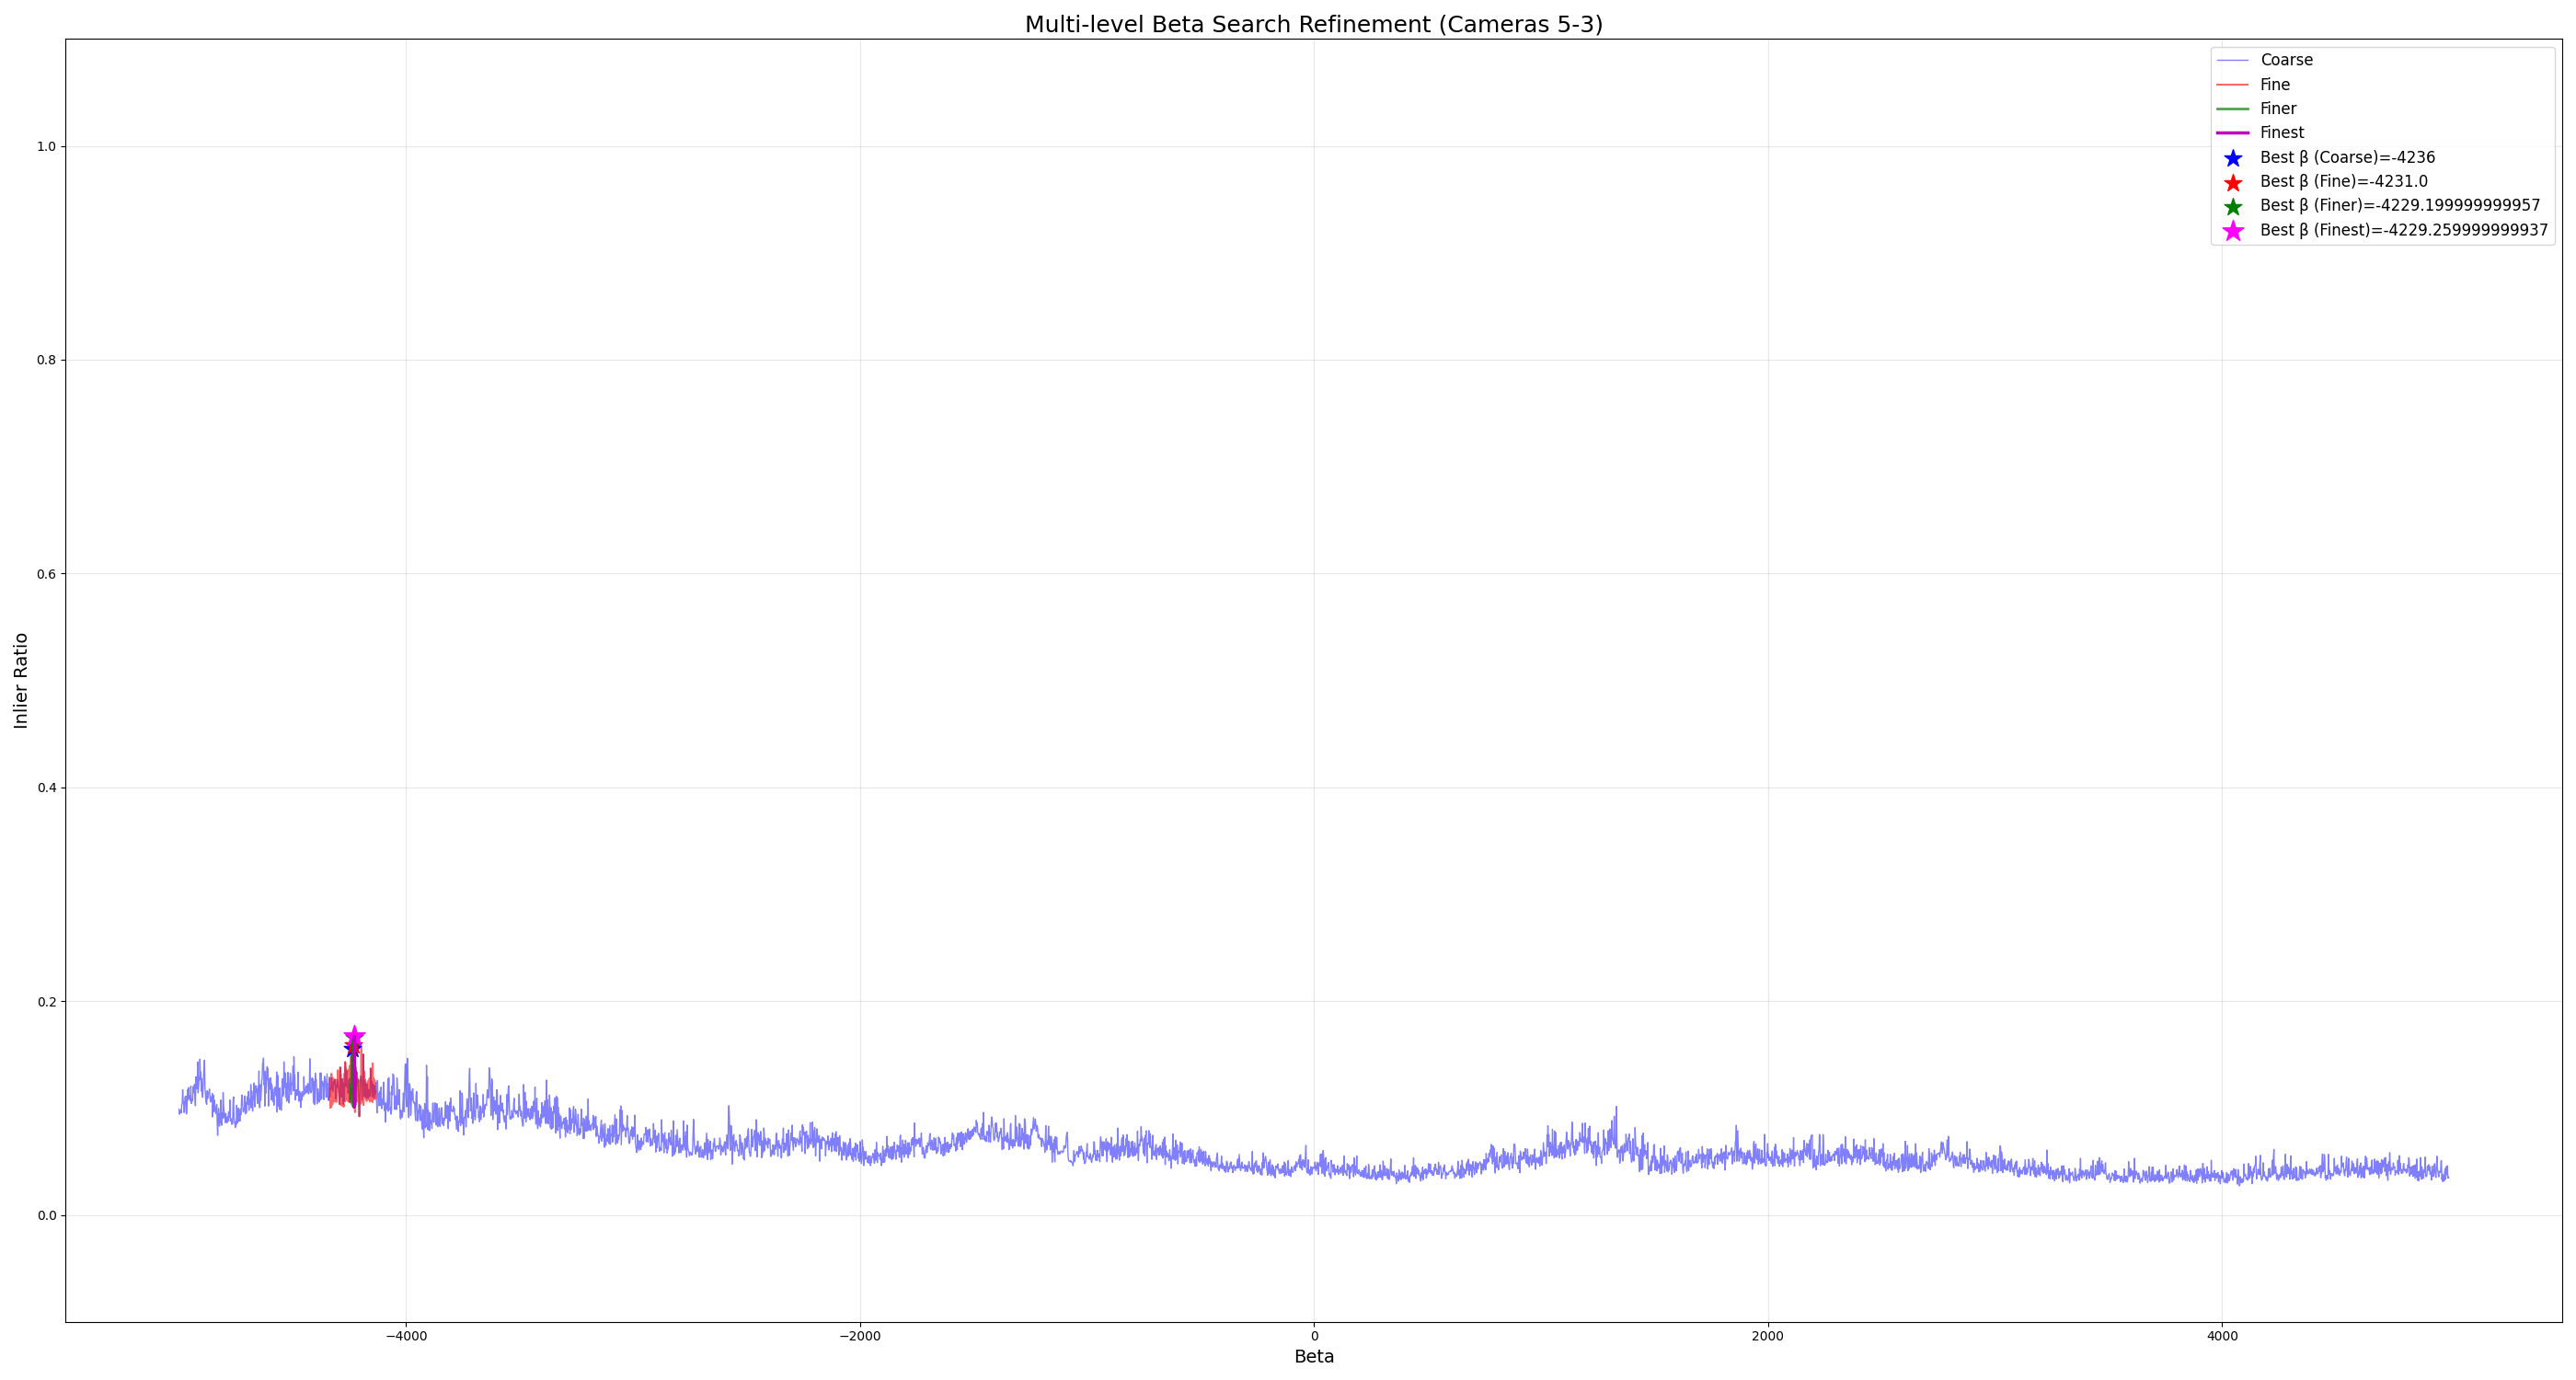 Multi-level Beta Search Refinement (Cameras 5-3)
Coarse
Fine
Finer
Finest
Best β (Coarse)=-4236
Best β (Fine)=-4231.0
Best β (Finer)=-4229.199999999957
Best β (Finest)=-4229.259999999937
Inlier Ratio
1.0
0.8
0.6
0.4
0.2
0.0
−4000
−2000
0
2000
4000
Beta